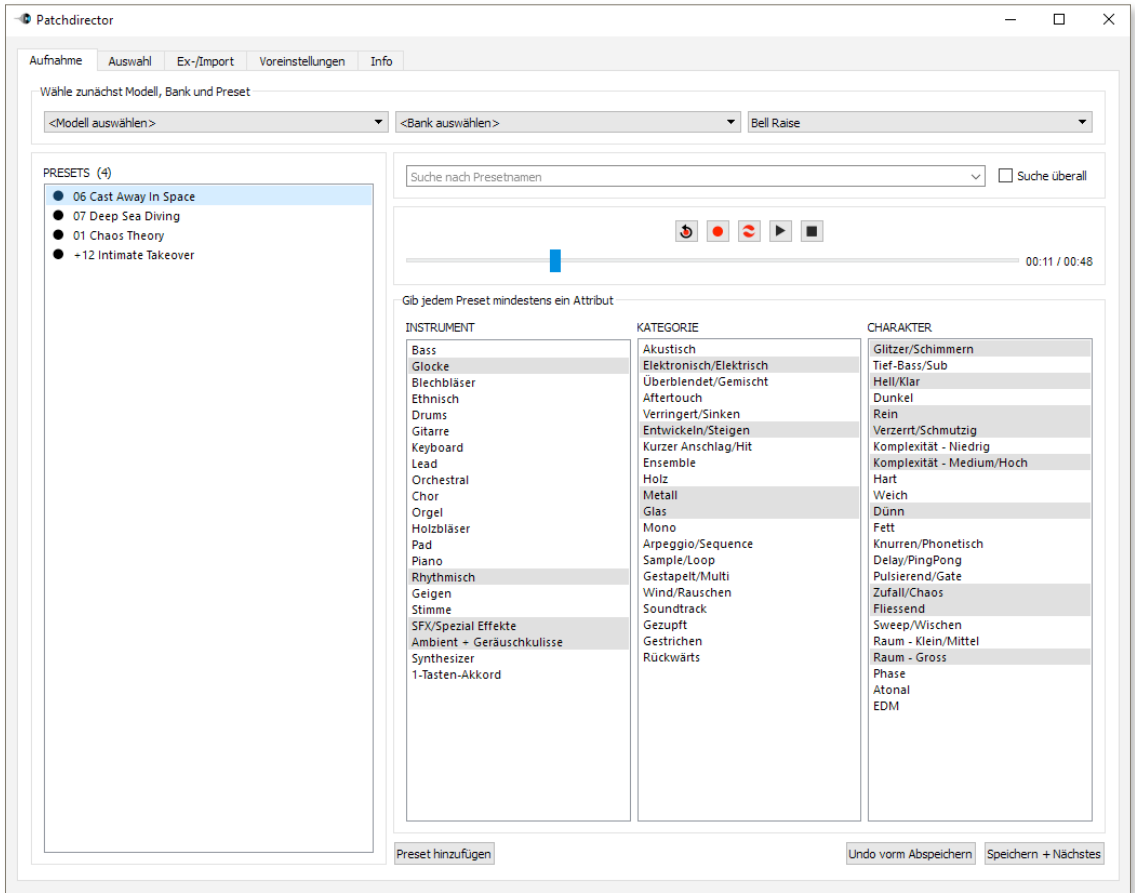 Patchdirector
Aufnahme Auswahl Ex-/Import Voreinstellungen Info
Wähle zunächst Modell, Bank und Preset
<Modell auswählen> <Bank auswählen> Bell Raise
PRESETS (4)
06 Cast Away In Space
07 Deep Sea Diving
01 Chaos Theory
+12 Intimate Takeover
Suche nach Presetnamen Suche überall
00:11 / 00:48
Gib jedem Preset mindestens ein Attribut
INSTRUMENT
Bass
Glocke
Blechbläser
Ethnisch
Drums
Gitarre
Keyboard
Lead
Orchestral
Chor
Orgel
Holzbläser
Pad
Piano
Rhythmisch
Geigen
Stimme
SFX/Spezial Effekte
Ambient + Geräuschkulisse
Synthesizer
1-Tasten-Akkord
KATEGORIE
Akustisch
Elektronisch/Elektrisch
Überblendet/Gemischt
Aftertouch
Verringert/Sinken
Entwickeln/Steigen
Kurzer Anschlag/Hit
Ensemble
Holz
Metall
Glas
Mono
Arpeggio/Sequence
Sample/Loop
Gestapelt/Multi
Wind/Rauschen
Soundtrack
Gezupft
Gestrichen
Rückwärts
CHARAKTER
Glitzer/Schimmern
Tief-Bass/Sub
Hell/Klar
Dunkel
Rein
Verzerrt/Schmutzig
Komplexität - Niedrig
Komplexität - Medium/Hoch
Hart
Weich
Dünn
Fett
Knurren/Phonetisch
Delay/PingPong
Pulsierend/Gate
Zufall/Chaos
Fliessend
Sweep/Wischen
Raum - Klein/Mittel
Raum - Gross
Phase
Atonal
EDM
Preset hinzufügen Undo vorm Abspeichern Speichern + Nächstes